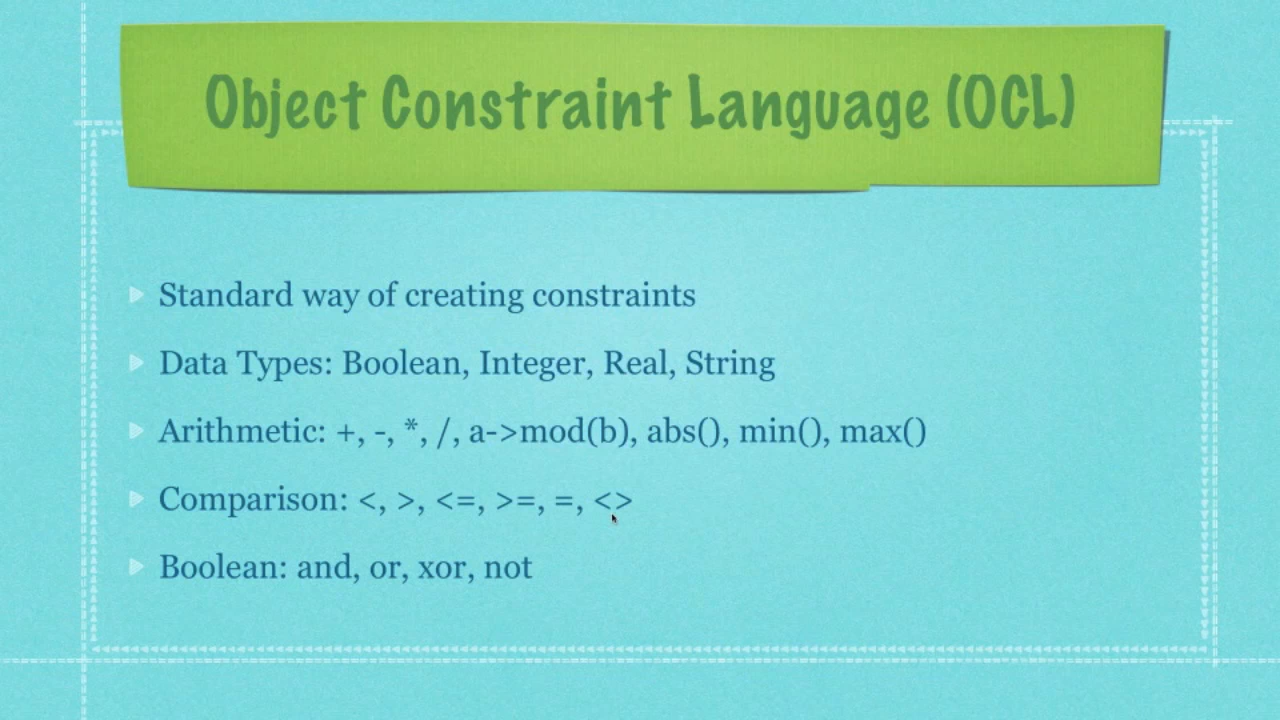 Object Constraint Language (OCL)
Standard way of creating constraints
Data Types: Boolean, Integer, Real, String
Arithmetic: +, -, *, /, a->mod(b), abs(), min(), max()
Comparison: <, >, <=, >=, =, <>
Boolean: and, or, xor, not